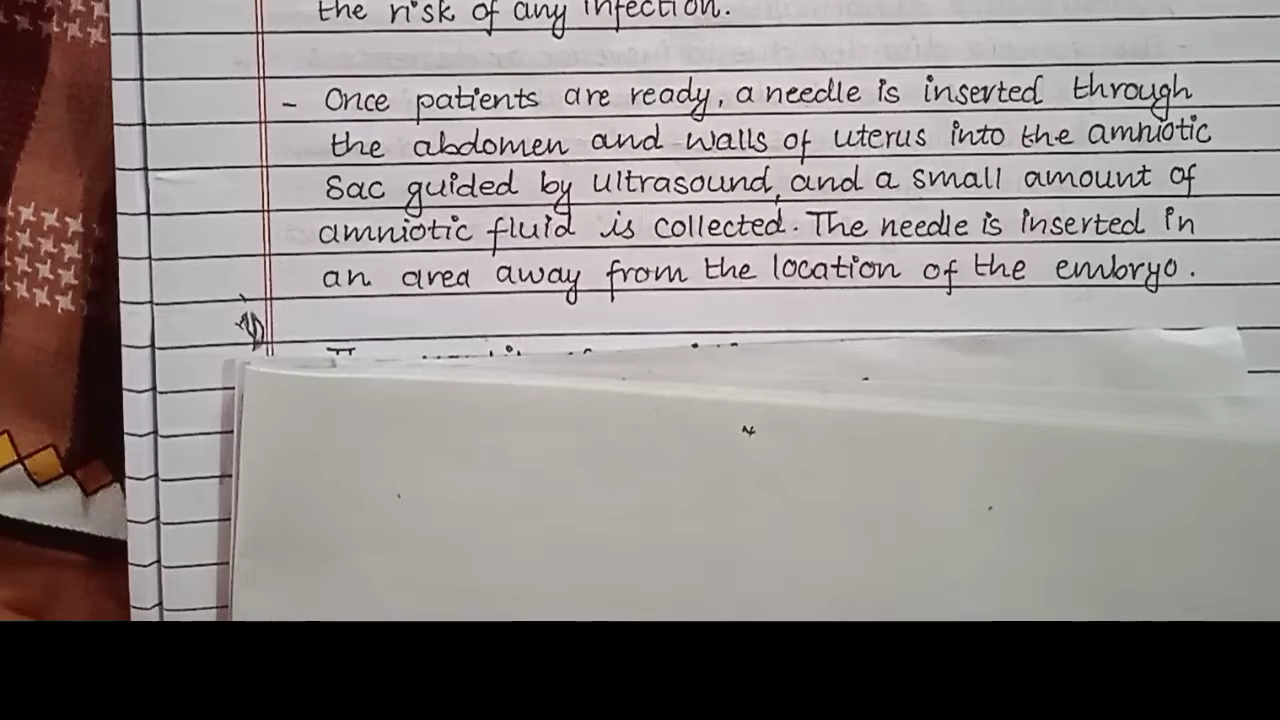 the risk of any infection.
- Once patients are ready, a needle is inserted through
the abdomen and walls of uterus into the amniotic
sac guided by ultrasound, and a small amount of
amniotic fluid is collected. The needle is inserted in
an area away from the location of the embryo.